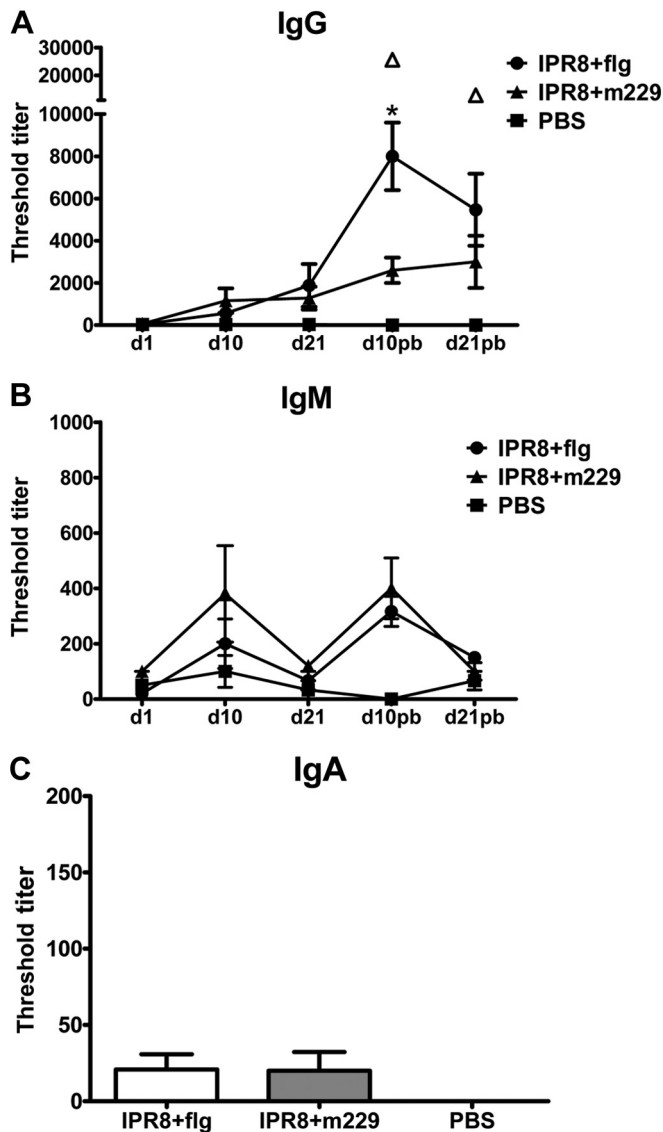 A
IgG
30000
20000
10000
8000
6000
4000
2000
0
Threshold titer
Δ
*
Δ
IPR8+flg
IPR8+m229
PBS
d1 d10 d21 d10pb d21pb
B
IgM
1000
800
600
400
200
0
Threshold titer
IPR8+flg
IPR8+m229
PBS
d1 d10 d21 d10pb d21pb
C
IgA
200
150
100
50
0
Threshold titer
IPR8+flg IPR8+m229 PBS